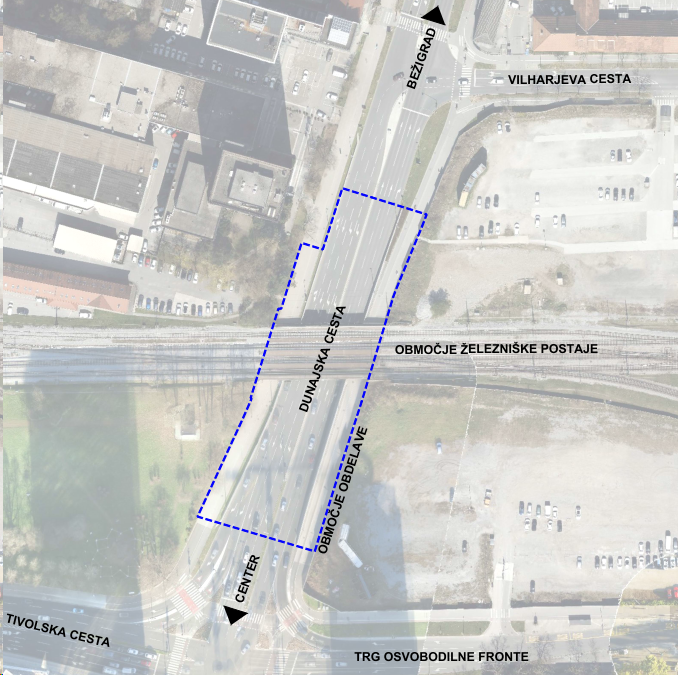 BEŽIGRAD
VILHARJEVA CESTA
DUNAJSKA CESTA
OBMOČJE ŽELEZNIŠKE POSTAJE
OBMOČJE OBDELAVE
CENTER
TIVOLSKA CESTA
TRG OSVOBODILNE FRONTE